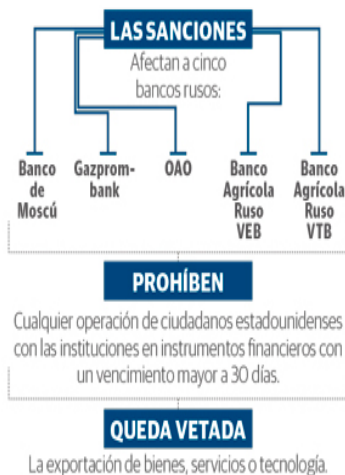 LAS SANCIONES
Afectan a cinco
bancos rusos:
Banco
de
Moscú
Gazprom-
bank
OAO
Banco
Agrícola
Ruso
VEB
Banco
Agrícola
Ruso
VTB
PROHÍBEN
Cualquier operación de ciudadanos estadounidenses
con las instituciones en instrumentos financieros con
un vencimiento mayor a 30 días.
QUEDA VETADA
La exportación de bienes, servicios o tecnología.